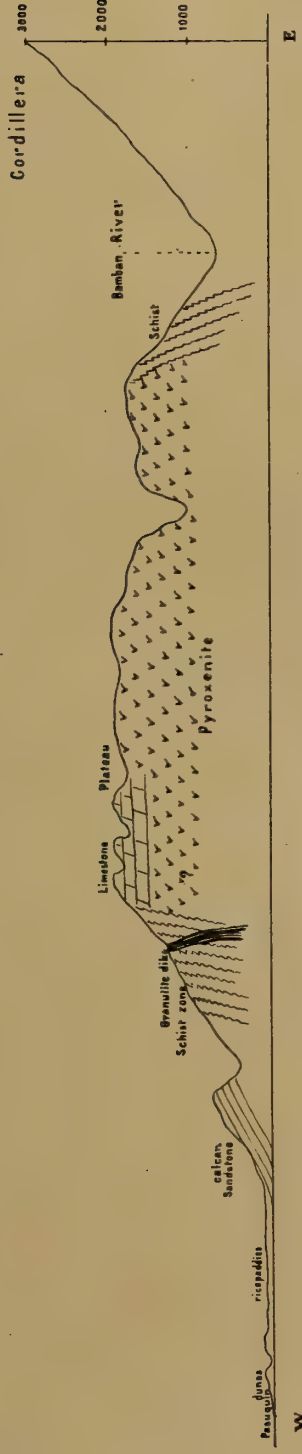 3000
2000
1000
Cordillera
E
Bamban River
Schist
Pyroxenite
Plateau
Limestone
Granulite dike
Schist zone
calcar.
Sandstone
ricepaddies
dunes
Pasuquin
W